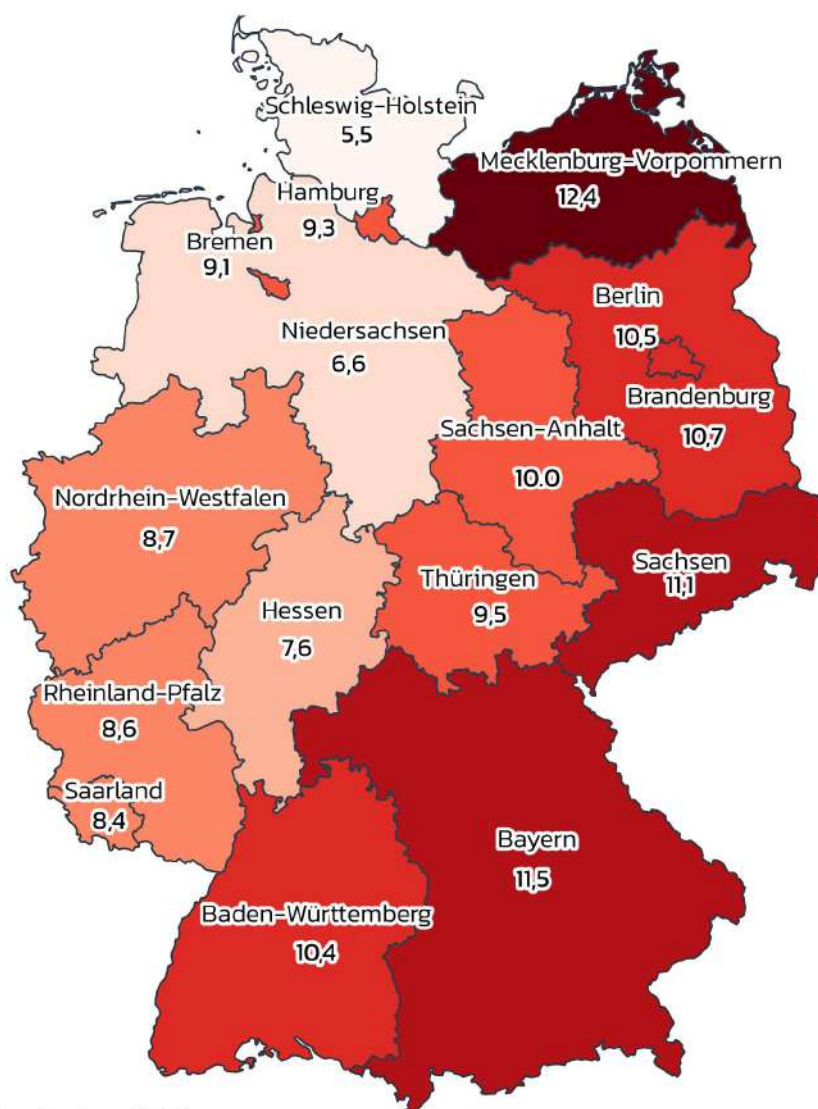 Schleswig-Holstein
5,5
Mecklenburg-Vorpommern
12,4
Hamburg
9,3
Bremen
9,1
Berlin
10,5
Niedersachsen
6,6
Brandenburg
10,7
Sachsen-Anhalt
10.0
Nordrhein-Westfalen
8,7
Sachsen
11,1
Thüringen
9,5
Hessen
7,6
Rheinland-Pfalz
8,6
Saarland
8,4
Bayern
11,5
Baden-Württemberg
10,4